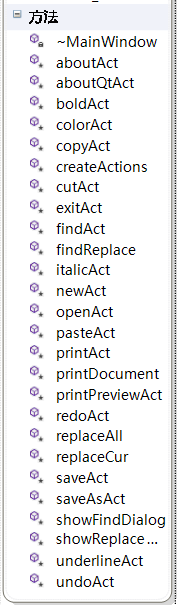 方法
~MainWindow
aboutAct
aboutQtAct
boldAct
colorAct
copyAct
createActions
cutAct
exitAct
findAct
findReplace
italicAct
newAct
openAct
pasteAct
printAct
printDocument
printPreviewAct
redoAct
replaceAll
replaceCur
saveAct
saveAsAct
showFindDialog
showReplace ...
underlineAct
undoAct